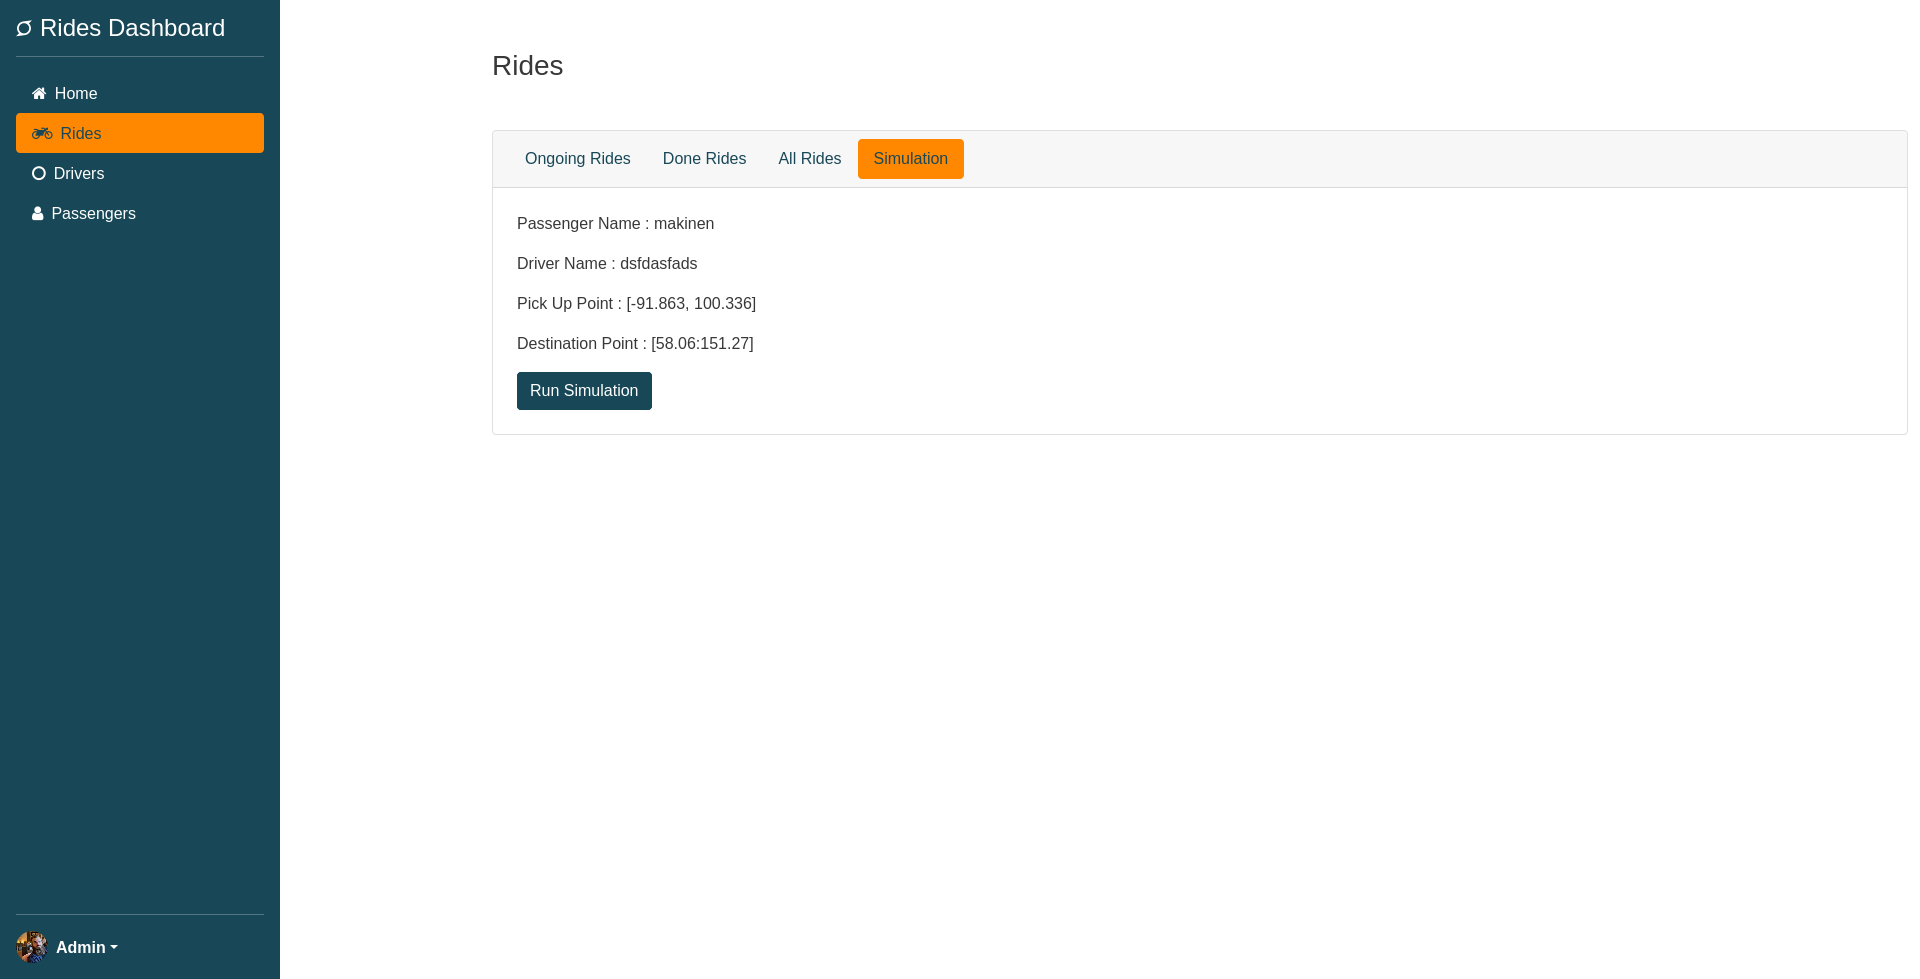 Rides Dashboard
Home
Rides
Drivers
Passengers
Admin
Rides
Ongoing Rides Done Rides All Rides Simulation
Passenger Name : makinen
Driver Name : dsfdasfads
Pick Up Point : [-91.863, 100.336]
Destination Point : [58.06:151.27]
Run Simulation